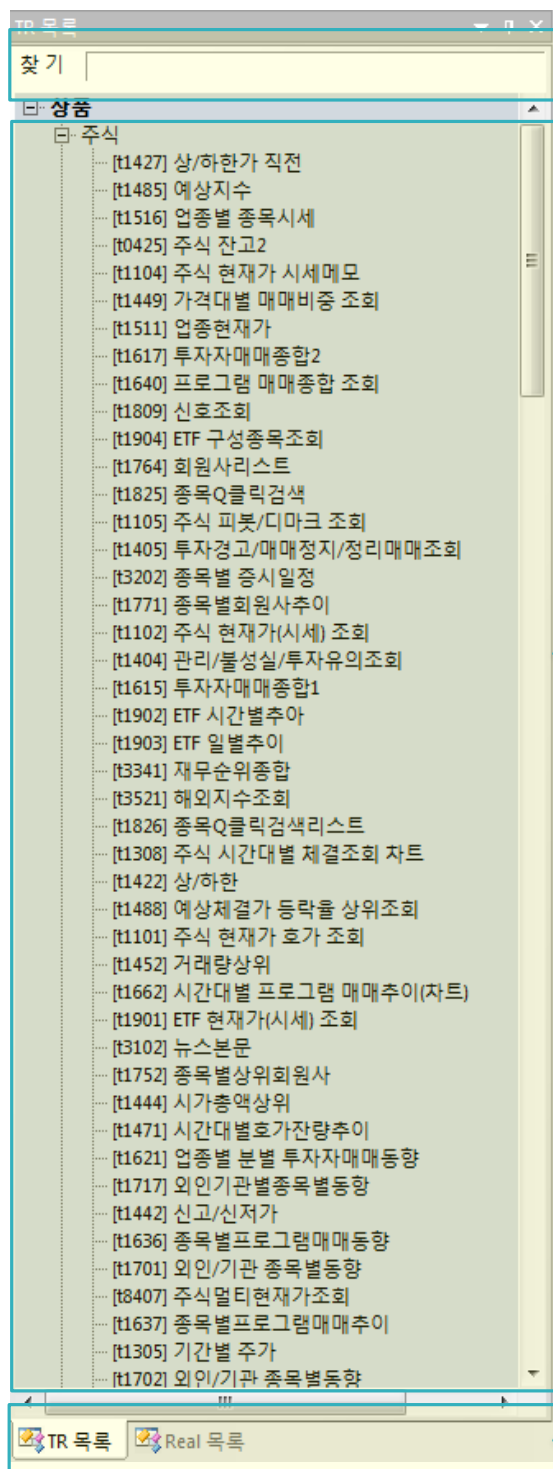 TR 목록
찾 기
상품
주식
[t1427] 상/하한가 직전
[t1485] 예상지수
[t1516] 업종별 종목시세
[t0425] 주식 잔고2
[t1104] 주식 현재가 시세메모
[t1449] 가격대별 매매비중 조회
[t1511] 업종현재가
[t1617] 투자자매매종합2
[t1640] 프로그램 매매종합 조회
[t1809] 신호조회
[t1904] ETF 구성종목조회
[t1764] 회원사리스트
[t1825] 종목Q클릭검색
[t1105] 주식 피봇/디마크 조회
[t1405] 투자경고/매매정지/정리매매조회
[t3202] 종목별 증시일정
[t1771] 종목별회원사추이
[t1102] 주식 현재가(시세) 조회
[t1404] 관리/불성실/투자유의조회
[t1615] 투자자매매종합1
[t1902] ETF 시간별추아
[t1903] ETF 일별추이
[t3341] 재무순위종합
[t3521] 해외지수조회
[t1826] 종목Q클릭검색리스트
[t1308] 주식 시간대별 체결조회 차트
[t1422] 상/하한
[t1488] 예상체결가 등락율 상위조회
[t1101] 주식 현재가 호가 조회
[t1452] 거래량상위
[t1662] 시간대별 프로그램 매매추이(차트)
[t1901] ETF 현재가(시세) 조회
[t3102] 뉴스본문
[t1752] 종목별상위회원사
[t1444] 시가총액상위
[t1471] 시간대별호가잔량추이
[t1621] 업종별 분별 투자자매매동향
[t1717] 외인기관별종목별동향
[t1442] 신고/신저가
[t1636] 종목별프로그램매매동향
[t1701] 외인/기관 종목별동향
[t8407] 주식멀티현재가조회
[t1637] 종목별프로그램매매추이
[t1305] 기간별 주가
[t1702] 외인/기관 종목별동향
TR 목록 Real 목록